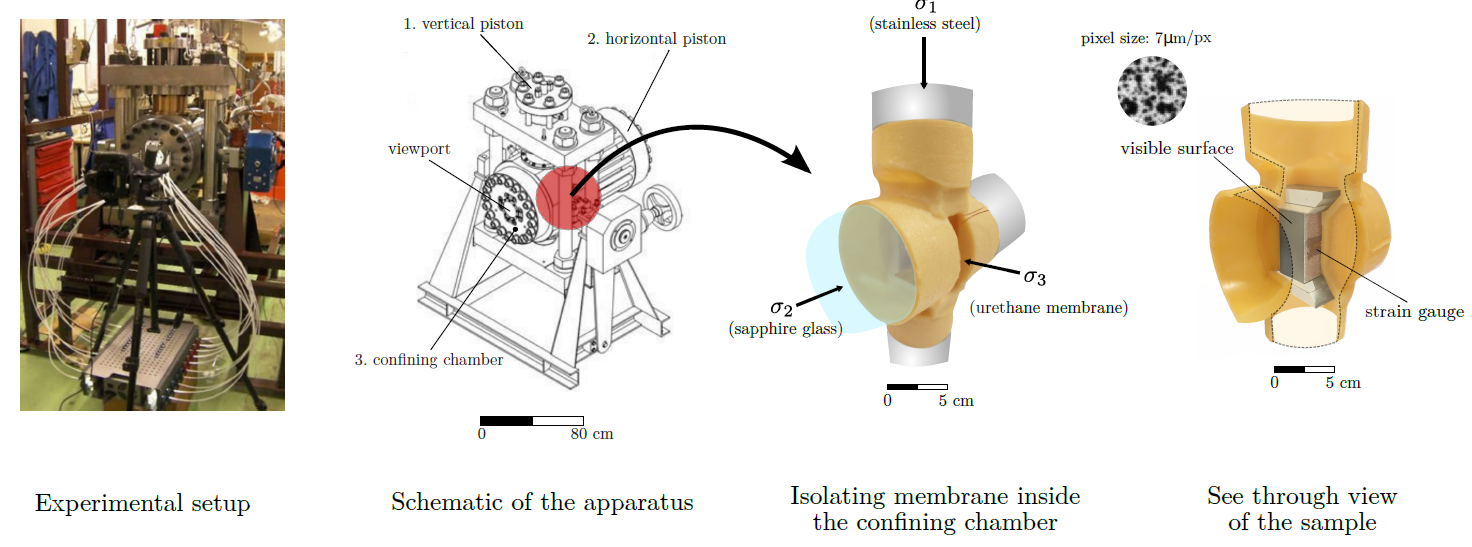 1. vertical piston
2. horizontal piston
viewport
3. confining chamber
0 80 cm
σ1
(stainless steel)
σ2
(sapphire glass)
σ3
(urethane membrane)
0 5 cm
pixel size: 7μm/px
visible surface
strain gauge
0 5 cm
Experimental setup
Schematic of the apparatus
Isolating membrane inside
the confining chamber
See through view
of the sample